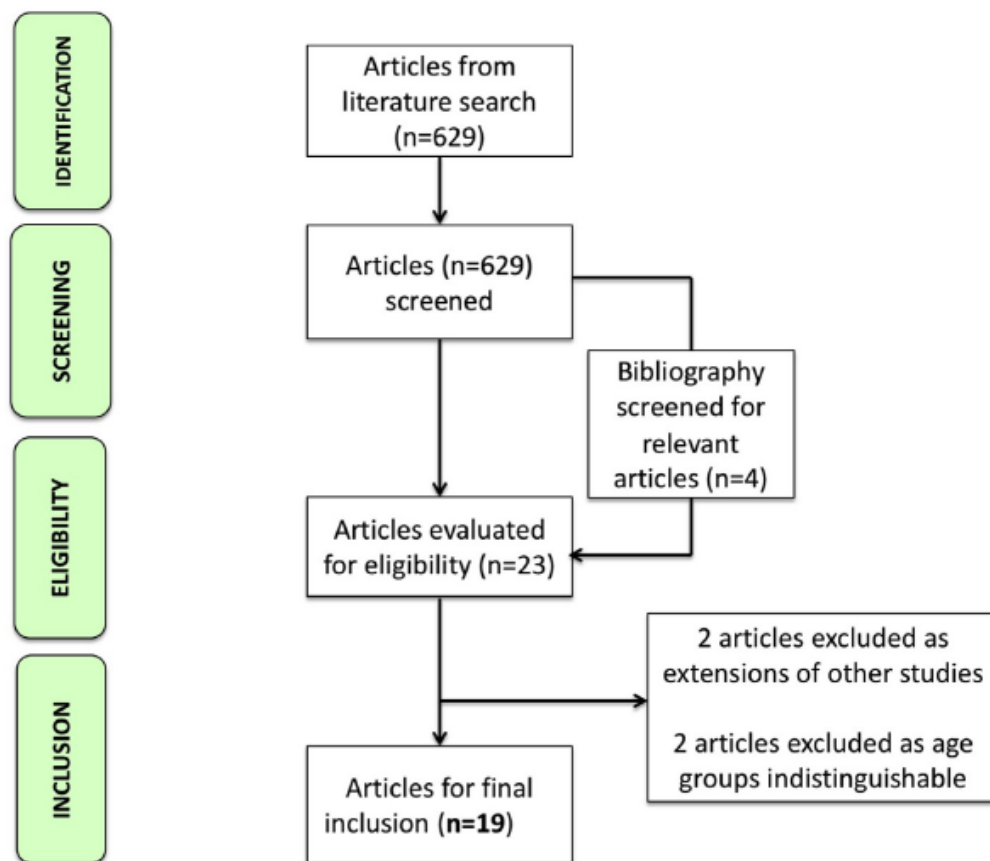 IDENTIFICATION
Articles from
literature search
(n=629)
SCREENING
Articles (n=629)
screened
Bibliography
screened for
relevant
articles (n=4)
ELIGIBILITY
Articles evaluated
for eligibility (n=23)
2 articles excluded as
extensions of other studies
2 articles excluded as age
groups indistinguishable
INCLUSION
Articles for final
inclusion (n=19)